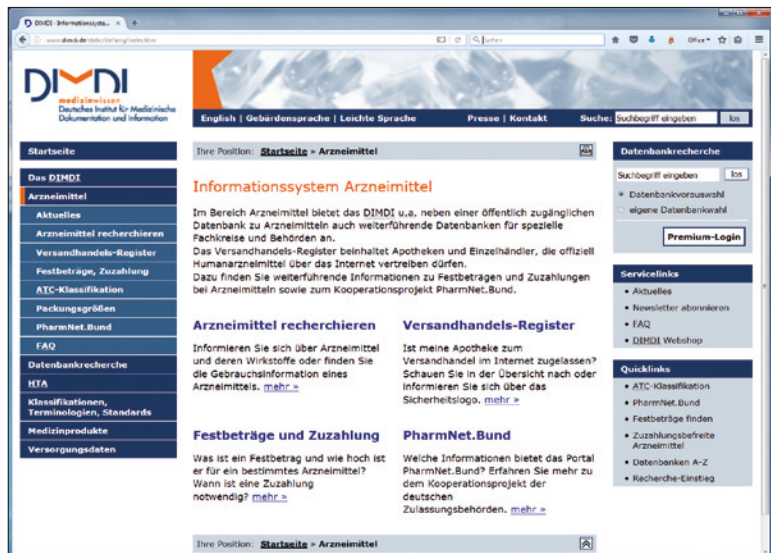 DIMDI - Informationssyste...
www.dimdi.de/static/de/amg/index.htm
Suchen
Office
DIMDI
medizinwissen
Deutsches Institut für Medizinische
Dokumentation und Information
English | Gebärdensprache | Leichte Sprache
Presse | Kontakt
Suche: Suchbegriff eingeben
los
Startseite
Das DIMDI
Arzneimittel
Aktuelles
Arzneimittel recherchieren
Versandhandels-Register
Festbeträge, Zuzahlung
ATC-Klassifikation
Packungsgrößen
PharmNet.Bund
FAQ
Datenbankrecherche
HTA
Klassifikationen,
Terminologien, Standards
Medizinprodukte
Versorgungsdaten
Ihre Position: Startseite » Arzneimittel
Informationssystem Arzneimittel
Im Bereich Arzneimittel bietet das DIMDI u.a. neben einer öffentlich zugänglichen
Datenbank zu Arzneimitteln auch weiterführende Datenbanken für spezielle
Fachkreise und Behörden an.
Das Versandhandels-Register beinhaltet Apotheken und Einzelhändler, die offiziell
Humanarzneimittel über das Internet vertreiben dürfen.
Dazu finden Sie weiterführende Informationen zu Festbeträgen und Zuzahlungen
bei Arzneimitteln sowie zum Kooperationsprojekt PharmNet.Bund.
Arzneimittel recherchieren
Informieren Sie sich über Arzneimittel
und deren Wirkstoffe oder finden Sie
die Gebrauchsinformation eines
Arzneimittels. mehr »
Versandhandels-Register
Ist meine Apotheke zum
Versandhandel im Internet zugelassen?
Schauen Sie in der Übersicht nach oder
informieren Sie sich über das
Sicherheitslogo. mehr »
Festbeträge und Zuzahlung
Was ist ein Festbetrag und wie hoch ist
er für ein bestimmtes Arzneimittel?
Wann ist eine Zuzahlung
notwendig? mehr »
PharmNet.Bund
Welche Informationen bietet das Portal
PharmNet.Bund? Erfahren Sie mehr zu
dem Kooperationsprojekt der
deutschen
Zulassungsbehörden. mehr »
Ihre Position: Startseite » Arzneimittel
Datenbankrecherche
Suchbegriff eingeben
los
Datenbankvorauswahl
eigene Datenbankwahl
Premium-Login
Servicelinks
• Aktuelles
• Newsletter abonnieren
• FAQ
• DIMDI Webshop
Quicklinks
• ATC-Klassifikation
• PharmNet.Bund
• Festbeträge finden
• Zuzahlungsbefreite
Arzneimittel
• Datenbanken A-Z
• Recherche-Einstieg